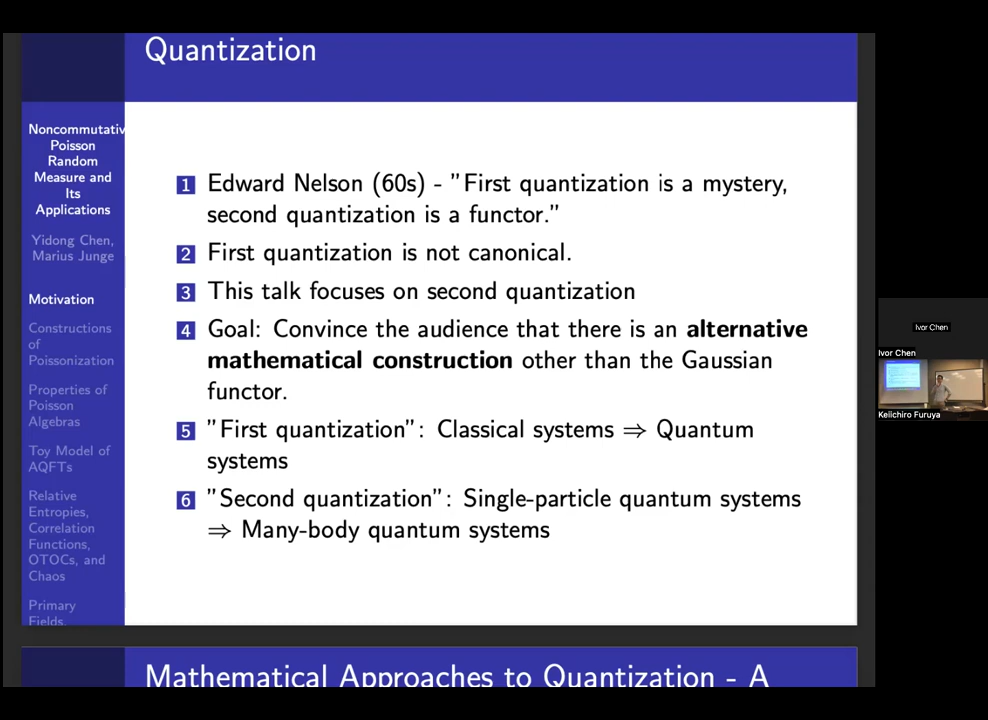 Quantization
Noncommutativ
Poisson
Random
Measure and
Its
Applications
Yidong Chen,
Marius Junge
Motivation
Constructions
of
Poissonization
Properties of
Poisson
Algebras
Toy Model of
AQFTs
Relative
Entropies,
Correlation
Functions,
OTOCs, and
Chaos
Primary
Fields,
1 Edward Nelson (60s) - "First quantization is a mystery,
second quantization is a functor."
2 First quantization is not canonical.
3 This talk focuses on second quantization
4 Goal: Convince the audience that there is an alternative
mathematical construction other than the Gaussian
functor.
5 "First quantization": Classical systems ⇒ Quantum
systems
6 "Second quantization": Single-particle quantum systems
⇒ Many-body quantum systems
Mathematical Approaches to Quantization - A
Ivor Chen
Ivor Chen
Keiichiro Furuya